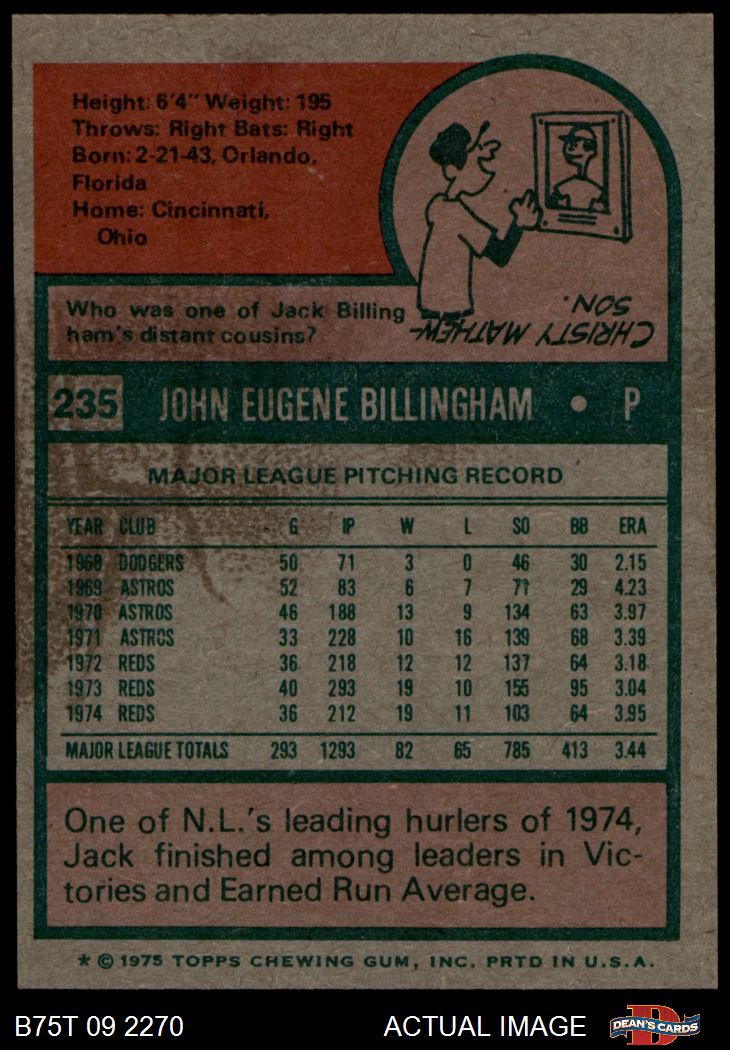 Height: 6'4" Weight: 195
Throws: Right Bats: Right
Born: 2-21-43, Orlando,
Florida
Home: Cincinnati,
Ohio
Who was one of Jack Billing
ham's distant cousins?
CHRISTY MATHEW-
SON.
235 JOHN EUGENE BILLINGHAM • P
MAJOR LEAGUE PITCHING RECORD
YEAR CLUB G IP W L SO BB ERA
1968 DODGERS 50 71 3 0 46 30 2.15
1969 ASTROS 52 83 6 7 71 29 4.23
1970 ASTROS 46 188 13 9 134 63 3.97
1971 ASTROS 33 228 10 16 139 68 3.39
1972 REDS 36 218 12 12 137 64 3.18
1973 REDS 40 293 19 10 155 95 3.04
1974 REDS 36 212 19 11 103 64 3.95
MAJOR LEAGUE TOTALS 293 1293 82 65 785 413 3.44
One of N.L.'s leading hurlers of 1974,
Jack finished among leaders in Vic-
tories and Earned Run Average.
* © 1975 TOPPS CHEWING GUM, INC. PRTD IN U.S.A.
B75T 09 2270 ACTUAL IMAGE DEAN'S CARDS